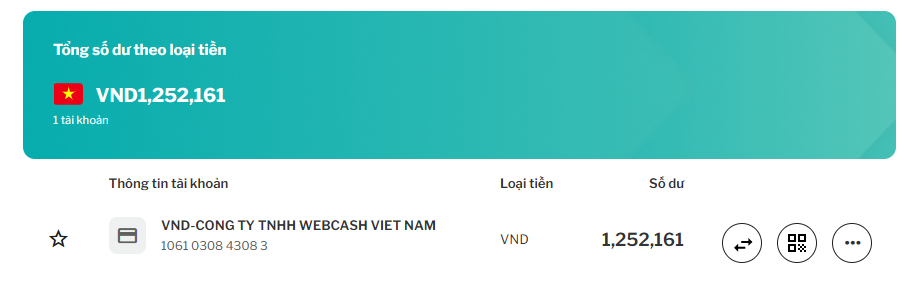 Tổng số dư theo loại tiền
VND1,252,161
1 tài khoản
Thông tin tài khoản Loại tiền Số dư
VND-CONG TY TNHH WEBCASH VIET NAM
1061 0308 4308 3
VND 1,252,161